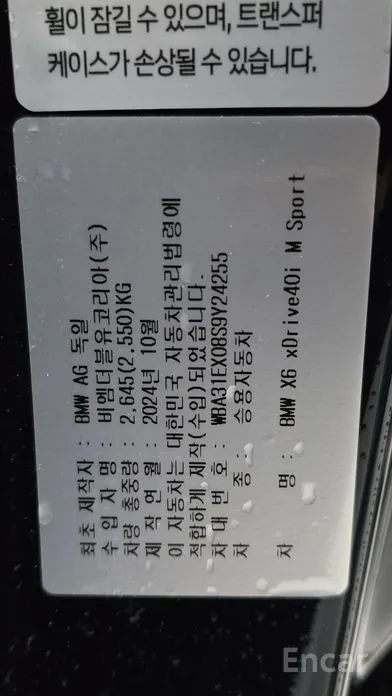 휠이 잠길 수 있으며, 트랜스퍼
케이스가 손상될 수 있습니다.
최초 제작자 : BMW AG 독일
수 입 자 명 : 비엠더블유코리아(주)
차량 총중량 : 2,645(2,550)KG
제 작 연 월 : 2024년 10월
이 자동차는 대한민국 자동차관리법령에
적합하게 제작(수입)되었습니다.
차 대 번 호 : WBA31EX08S9Y24255
차 종 : 승용자동차
차 명 : BMW X6 xDrive40i M Sport
Encar